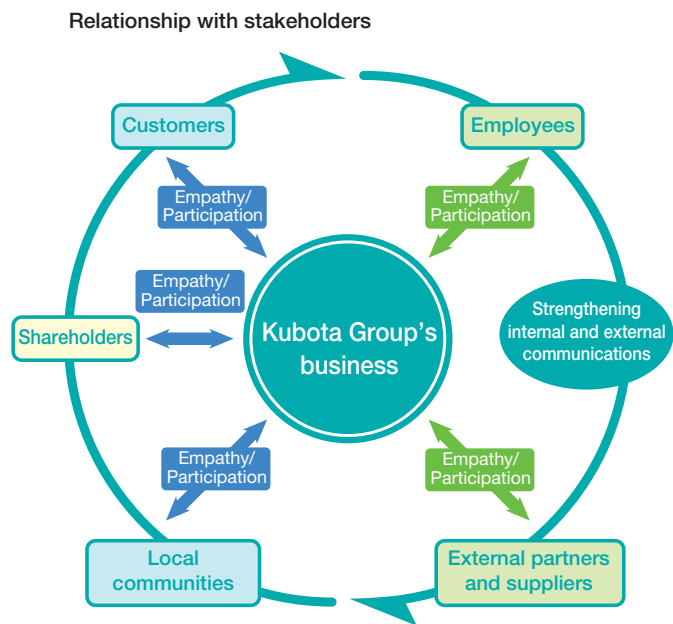 Relationship with stakeholders
Customers
Employees
Empathy/
Participation
Empathy/
Participation
Empathy/
Participation
Shareholders
Kubota Group's
business
Strengthening
internal and external
communications
Empathy/
Participation
Empathy/
Participation
Local
communities
External partners
and suppliers